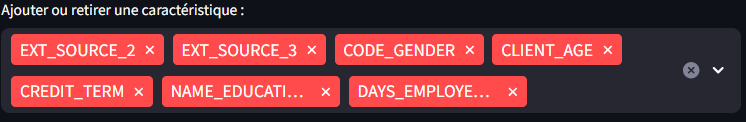 Ajouter ou retirer une caractéristique :
EXT_SOURCE_2 × EXT_SOURCE_3 × CODE_GENDER × CLIENT_AGE ×
CREDIT_TERM × NAME_EDUCATI... × DAYS_EMPLOYE... ×